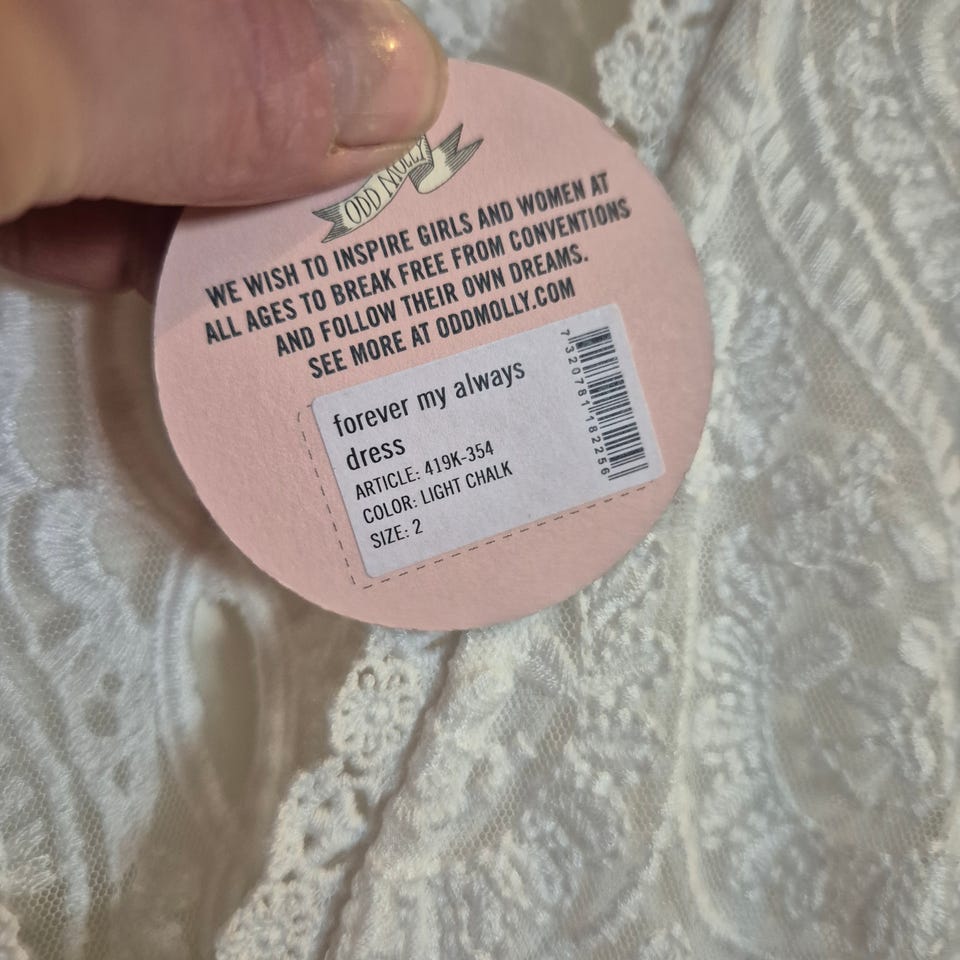 ODD MOLLY
WE WISH TO INSPIRE GIRLS AND WOMEN AT
ALL AGES TO BREAK FREE FROM CONVENTIONS
AND FOLLOW THEIR OWN DREAMS.
SEE MORE AT ODDMOLLY.COM
forever my always
dress
ARTICLE: 419K-354
COLOR: LIGHT CHALK
SIZE: 2
7320781182256